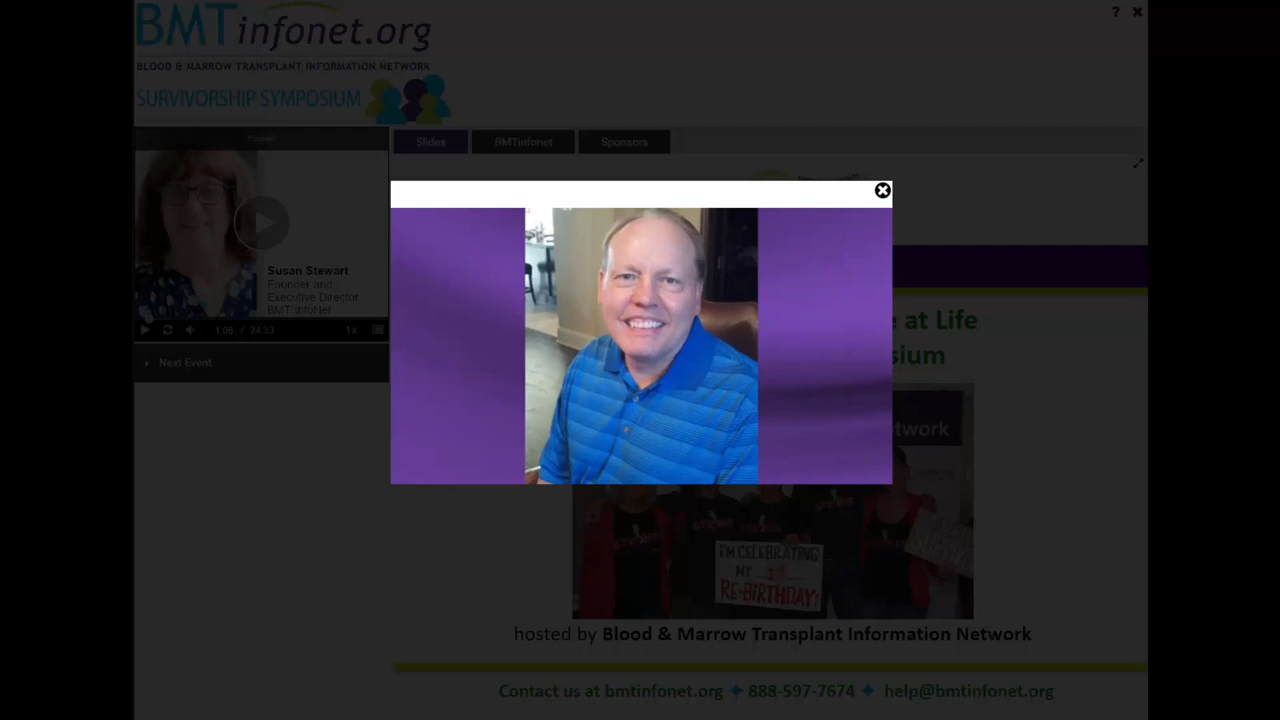 BMTinfonet.org
BLOOD & MARROW TRANSPLANT INFORMATION NETWORK
SURVIVORSHIP SYMPOSIUM
?
Slides
BMTinfonet
Sponsors
Susan Stewart
Founder and
Executive Director
BMT InfoNet
1:08 / 24:33
1x
Next Event
e at Life
sium
twork
I'M CELEBRATING
MY
RE-BIRTHDAY!
hosted by Blood & Marrow Transplant Information Network
Contact us at bmtinfonet.org ✦ 888-597-7674 ✦ help@bmtinfonet.org